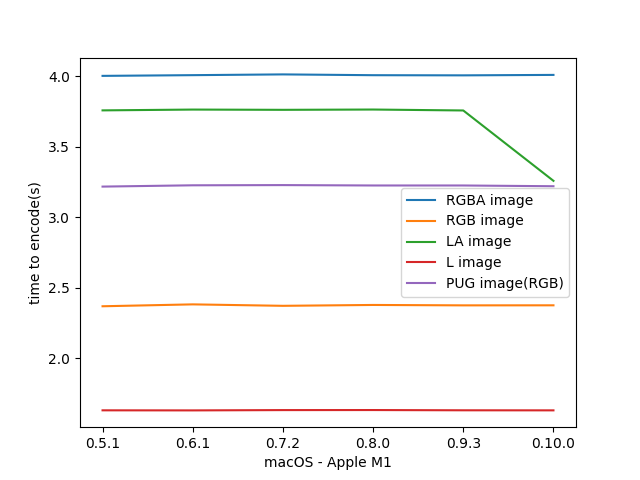 4.0
3.5
3.0
2.5
2.0
time to encode(s)
RGBA image
RGB image
LA image
L image
PUG image(RGB)
0.5.1 0.6.1 0.7.2 0.8.0 0.9.3 0.10.0
macOS - Apple M1